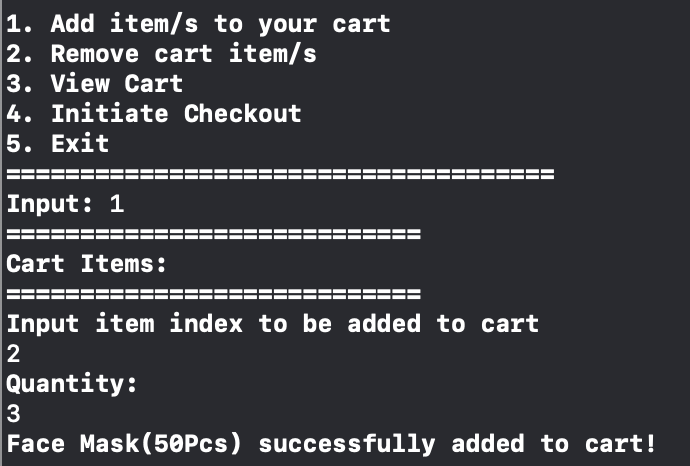 1. Add item/s to your cart
2. Remove cart item/s
3. View Cart
4. Initiate Checkout
5. Exit
=====================================
Input: 1
============================
Cart Items:
============================
Input item index to be added to cart
2
Quantity:
3
Face Mask(50Pcs) successfully added to cart!